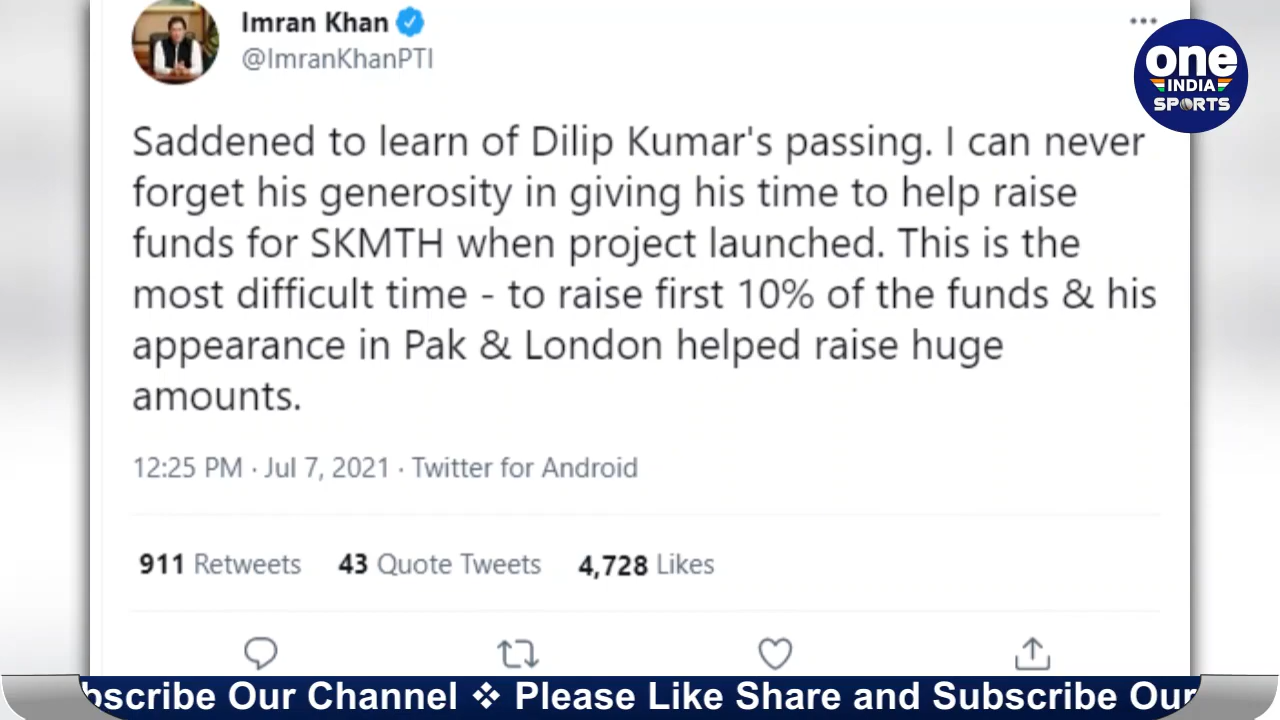 Imran Khan
@ImranKhanPTI
one
INDIA
SPORTS
Saddened to learn of Dilip Kumar's passing. I can never
forget his generosity in giving his time to help raise
funds for SKMTH when project launched. This is the
most difficult time - to raise first 10% of the funds & his
appearance in Pak & London helped raise huge
amounts.
12:25 PM · Jul 7, 2021 · Twitter for Android
911 Retweets 43 Quote Tweets 4,728 Likes
bscribe Our Channel ❖ Please Like Share and Subscribe Our